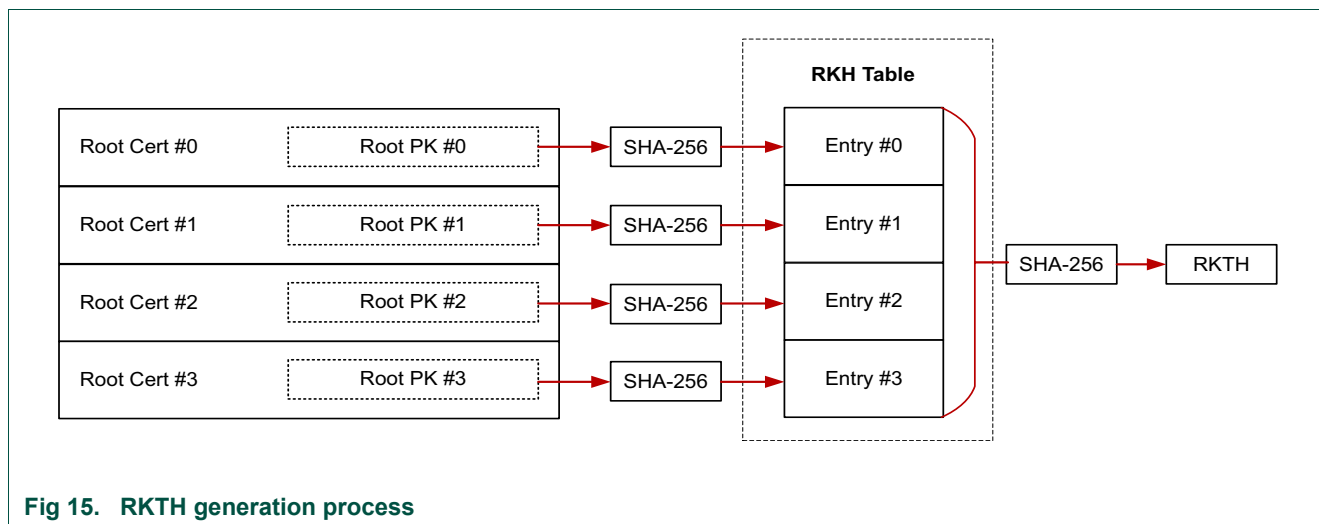 RKH Table
Root Cert #0 Root PK #0 SHA-256 Entry #0
Root Cert #1 Root PK #1 SHA-256 Entry #1
SHA-256 RKTH
Root Cert #2 Root PK #2 SHA-256 Entry #2
Root Cert #3 Root PK #3 SHA-256 Entry #3
Fig 15. RKTH generation process